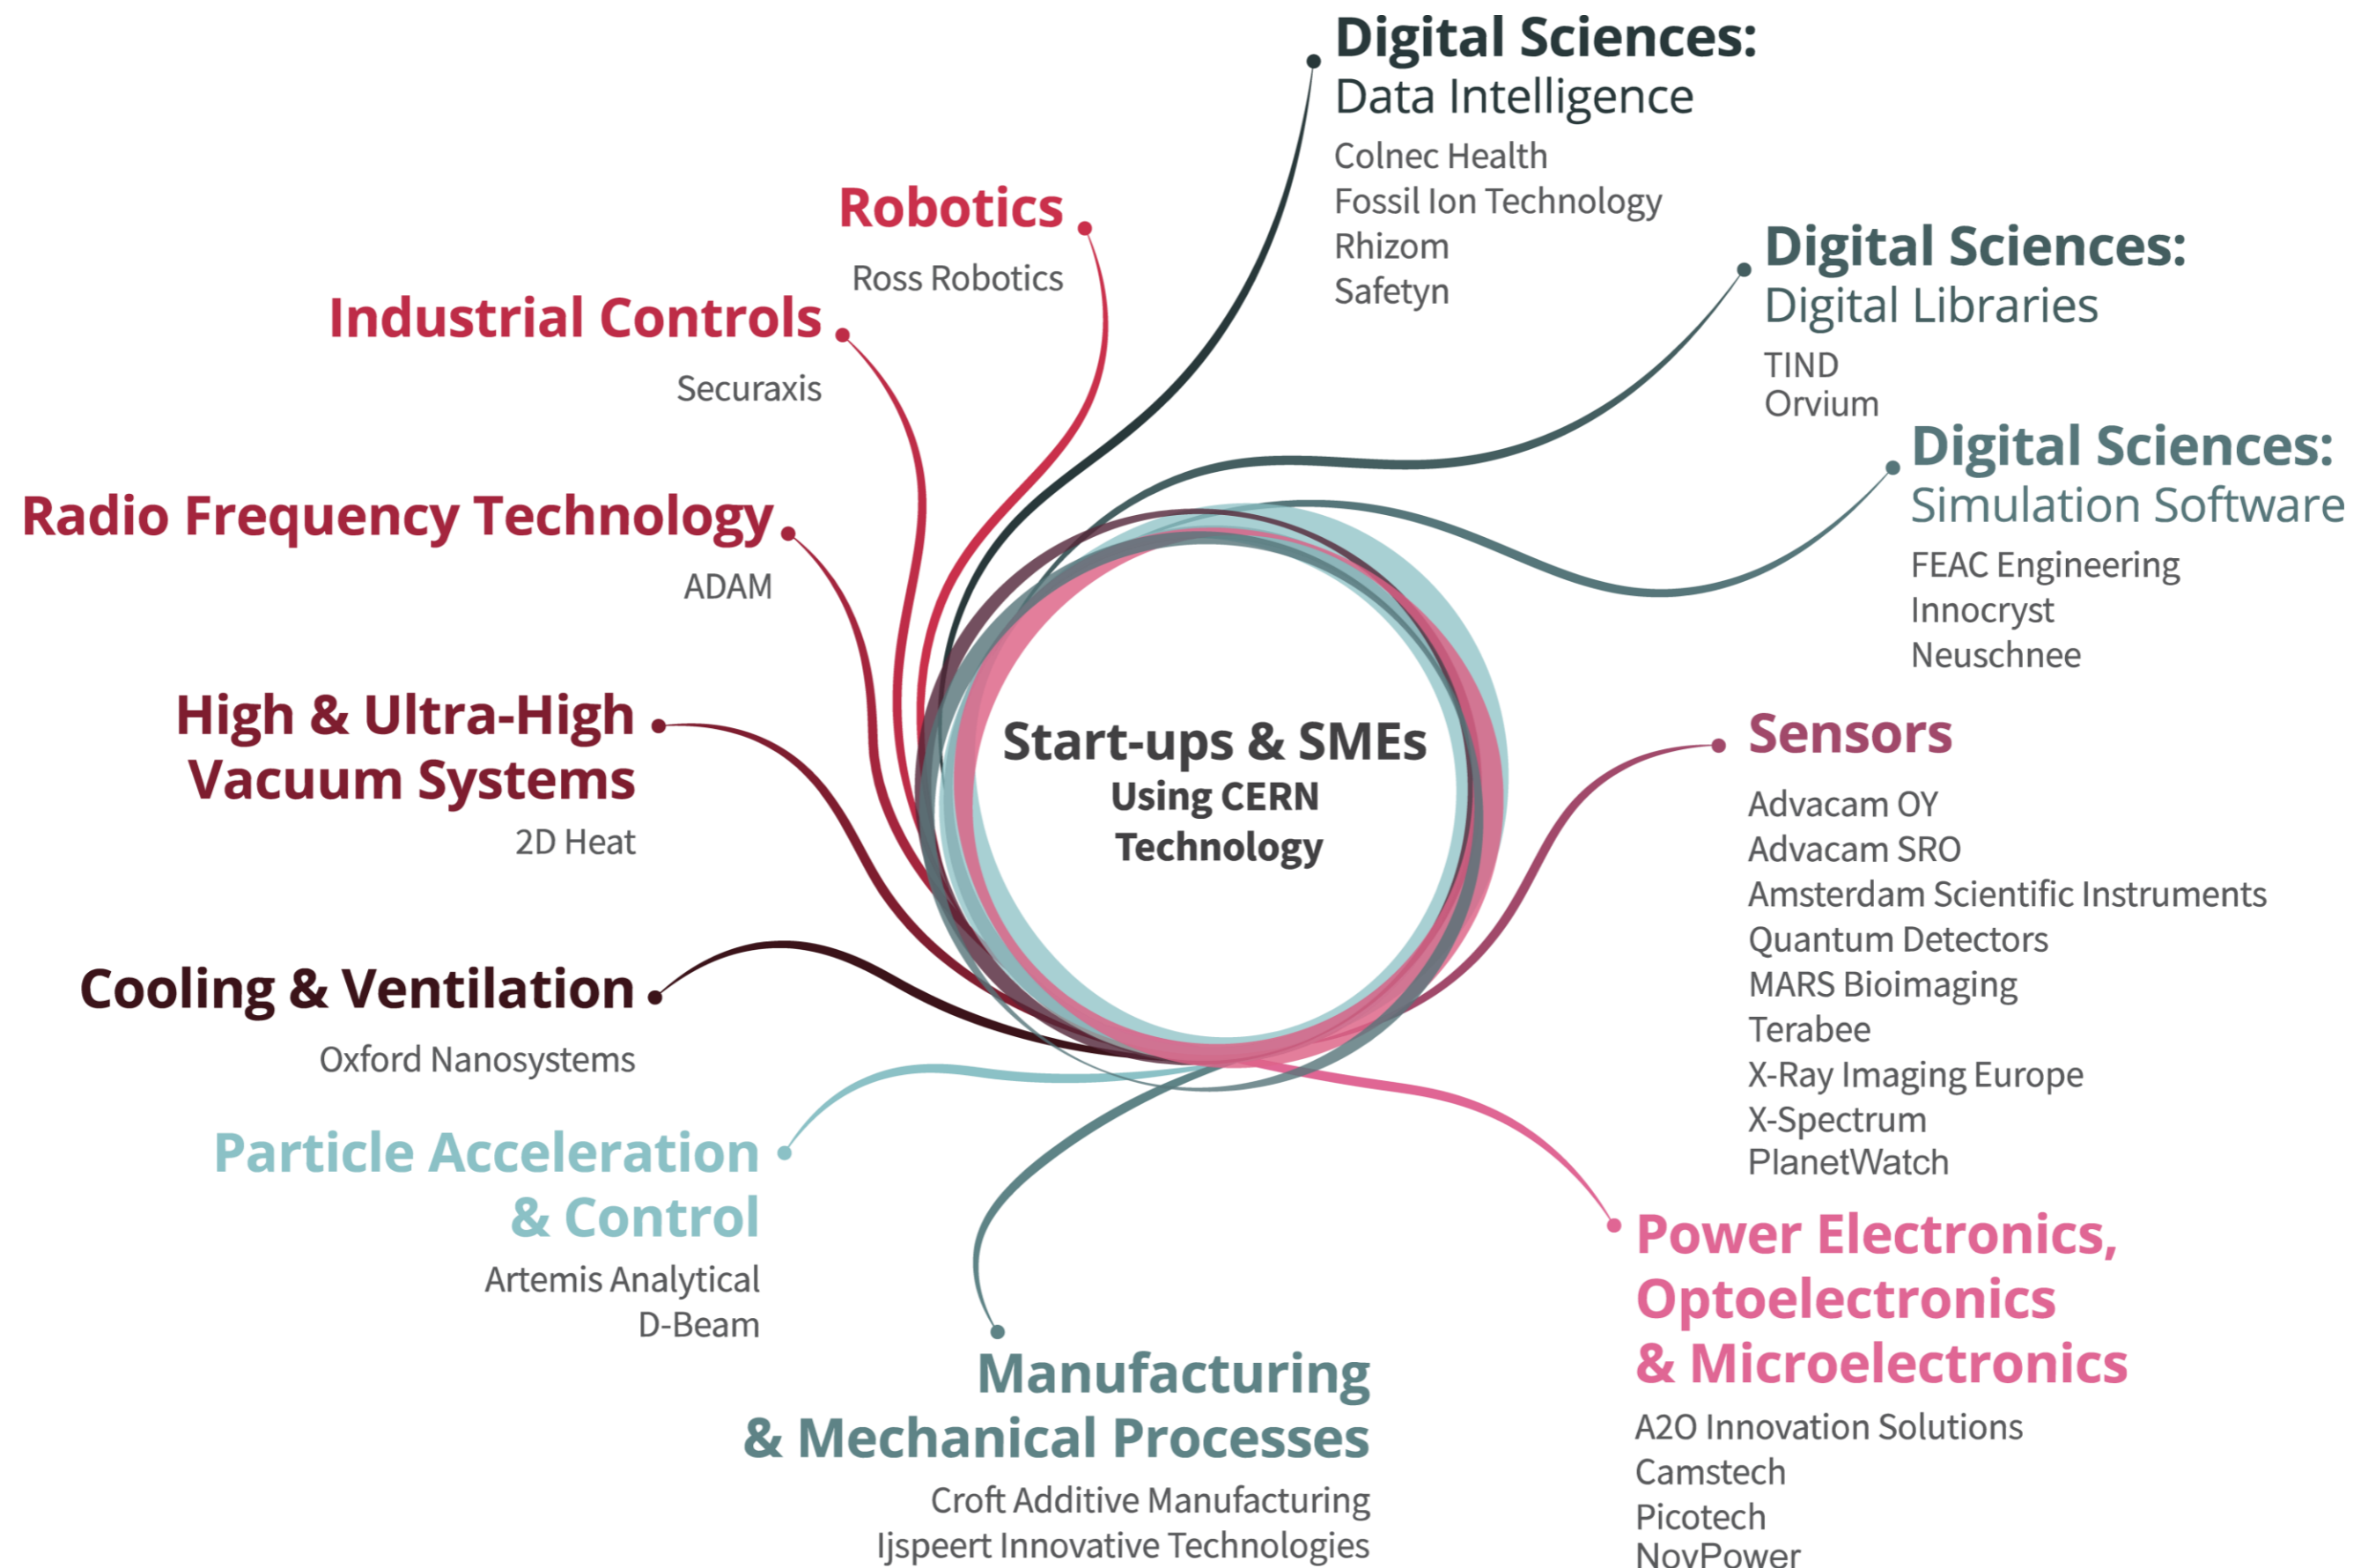 Digital Sciences:
Data Intelligence
Colnec Health
Fossil Ion Technology
Rhizom
Safetyn
Digital Sciences:
Digital Libraries
TIND
Orvium
Digital Sciences:
Simulation Software
FEAC Engineering
Innocryst
Neuschnee
Sensors
Advacam OY
Advacam SRO
Amsterdam Scientific Instruments
Quantum Detectors
MARS Bioimaging
Terabee
X-Ray Imaging Europe
X-Spectrum
PlanetWatch
Power Electronics,
Optoelectronics
& Microelectronics
A2O Innovation Solutions
Camstech
Picotech
NovPower
Manufacturing
& Mechanical Processes
Croft Additive Manufacturing
Ijspeert Innovative Technologies
Particle Acceleration
& Control
Artemis Analytical
D-Beam
Cooling & Ventilation
Oxford Nanosystems
High & Ultra-High
Vacuum Systems
2D Heat
Radio Frequency Technology
ADAM
Industrial Controls
Securaxis
Robotics
Ross Robotics
Start-ups & SMEs
Using CERN
Technology